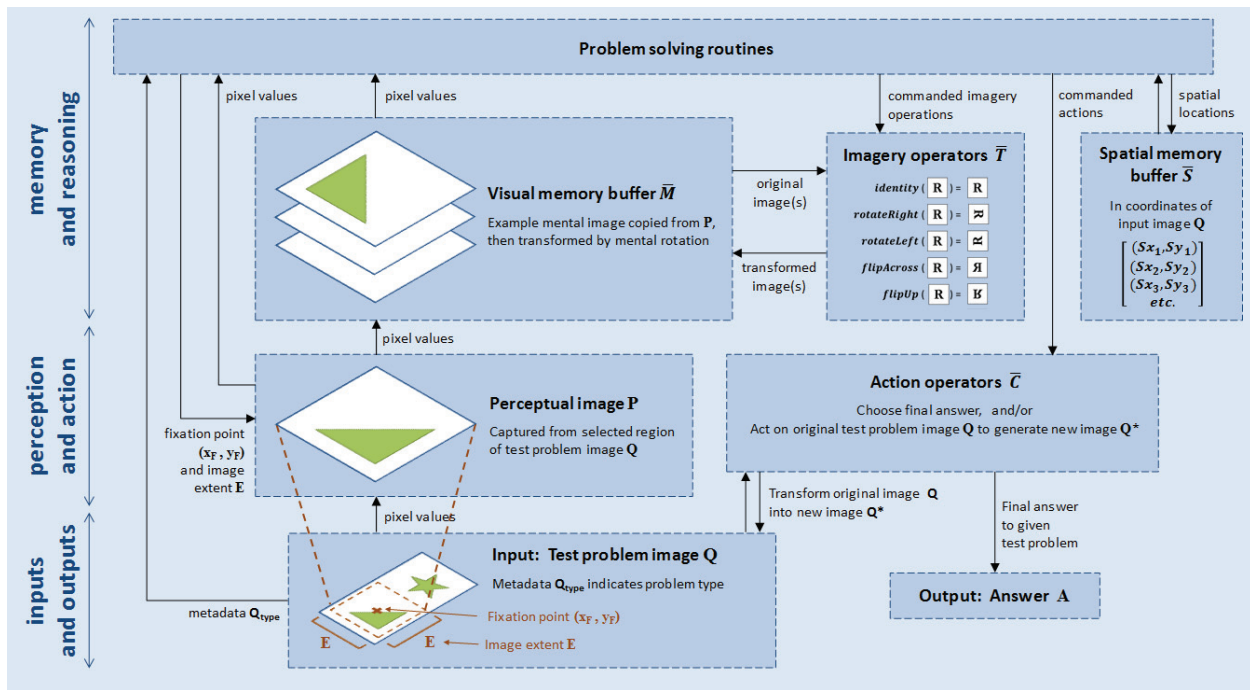 Problem solving routines
memory
and reasoning
pixel values
pixel values
commanded imagery
operations
commanded
actions
spatial
locations
Visual memory buffer M̅
Example mental image copied from P,
then transformed by mental rotation
original
image(s)
transformed
image(s)
Imagery operators T̅
identity( R ) = R
rotateRight( R ) = R
rotateLeft( R ) = R
flipAcross( R ) = R
flipUp( R ) = R
Spatial memory
buffer S̅
In coordinates of
input image Q
(Sx₁,Sy₁)
(Sx₂,Sy₂)
(Sx₃,Sy₃)
etc.
perception
and action
pixel values
fixation point
(x_F , y_F)
and image
extent E
Perceptual image P
Captured from selected region
of test problem image Q
Action operators C̅
Choose final answer, and/or
Act on original test problem image Q to generate new image Q*
inputs
and outputs
pixel values
Transform original image Q
into new image Q*
Final answer
to given
test problem
metadata Q_type
Input: Test problem image Q
Metadata Q_type indicates problem type
Fixation point (x_F , y_F)
E
E
Image extent E
Output: Answer A